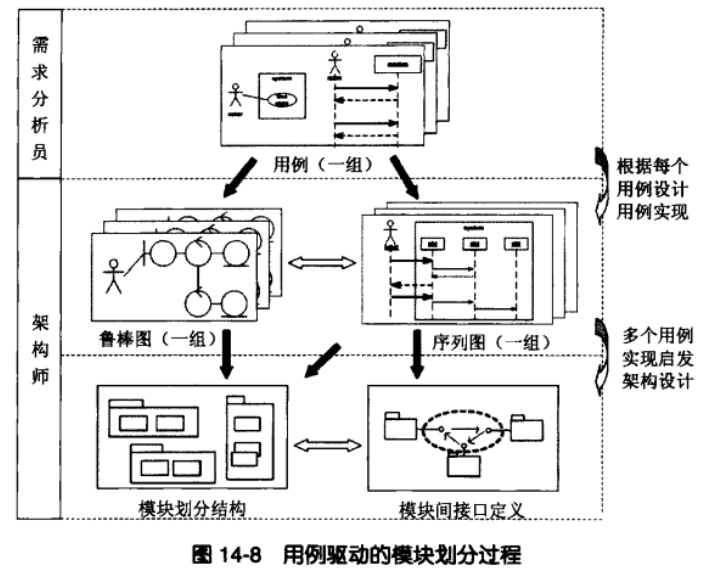 需求分析员
用例（一组）
根据每个
用例设计
用例实现
system
架构师
鲁棒图（一组）
序列图（一组）
多个用例
实现启发
架构设计
模块划分结构
模块间接口定义
图 14-8 用例驱动的模块划分过程